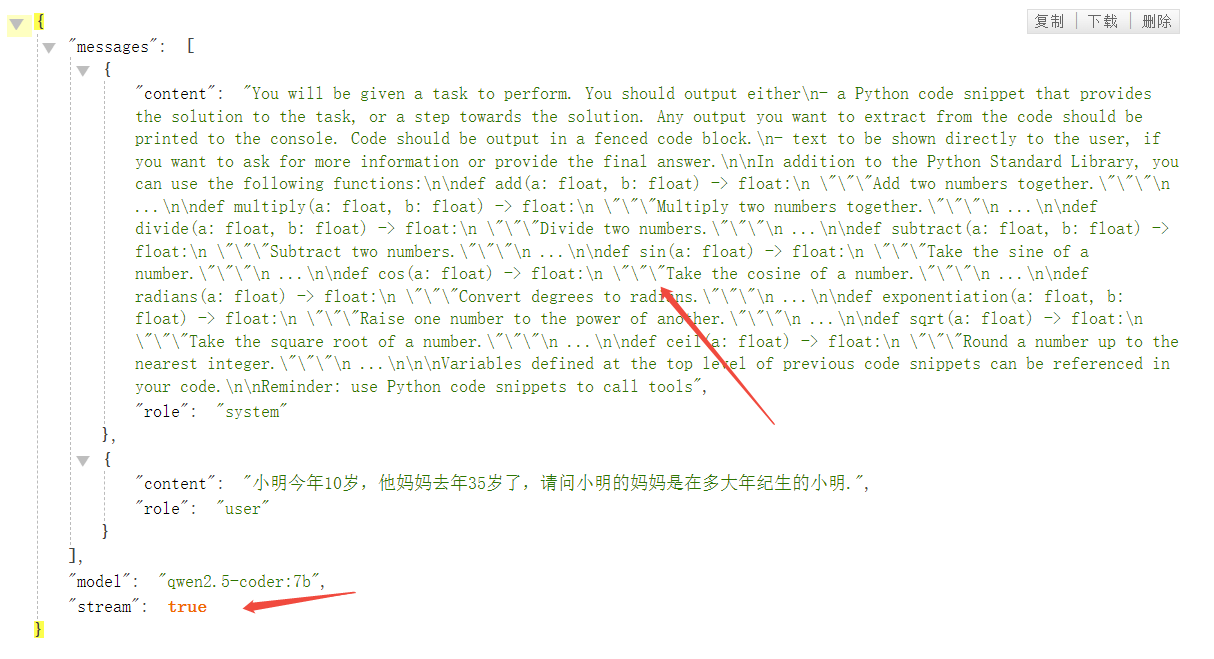 复制 下载 删除
{
"messages": [
{
"content": "You will be given a task to perform. You should output either\n- a Python code snippet that provides
the solution to the task, or a step towards the solution. Any output you want to extract from the code should be
printed to the console. Code should be output in a fenced code block.\n- text to be shown directly to the user, if
you want to ask for more information or provide the final answer.\n\nIn addition to the Python Standard Library, you
can use the following functions:\n\ndef add(a: float, b: float) -> float:\n \"\"\"Add two numbers together.\"\"\"\n
...\n\ndef multiply(a: float, b: float) -> float:\n \"\"\"Multiply two numbers together.\"\"\"\n ...\n\ndef
divide(a: float, b: float) -> float:\n \"\"\"Divide two numbers.\"\"\"\n ...\n\ndef subtract(a: float, b: float) ->
float:\n \"\"\"Subtract two numbers.\"\"\"\n ...\n\ndef sin(a: float) -> float:\n \"\"\"Take the sine of a
number.\"\"\"\n ...\n\ndef cos(a: float) -> float:\n \"\"\"Take the cosine of a number.\"\"\"\n ...\n\ndef
radians(a: float) -> float:\n \"\"\"Convert degrees to radians.\"\"\"\n ...\n\ndef exponentiation(a: float, b:
float) -> float:\n \"\"\"Raise one number to the power of another.\"\"\"\n ...\n\ndef sqrt(a: float) -> float:\n
\"\"\"Take the square root of a number.\"\"\"\n ...\n\ndef ceil(a: float) -> float:\n \"\"\"Round a number up to the
nearest integer.\"\"\"\n ...\n\n\nVariables defined at the top level of previous code snippets can be referenced in
your code.\n\nReminder: use Python code snippets to call tools",
"role": "system"
},
{
"content": "小明今年10岁，他妈妈去年35岁了，请问小明的妈妈是在多大年纪生的小明.",
"role": "user"
}
],
"model": "qwen2.5-coder:7b",
"stream": true
}